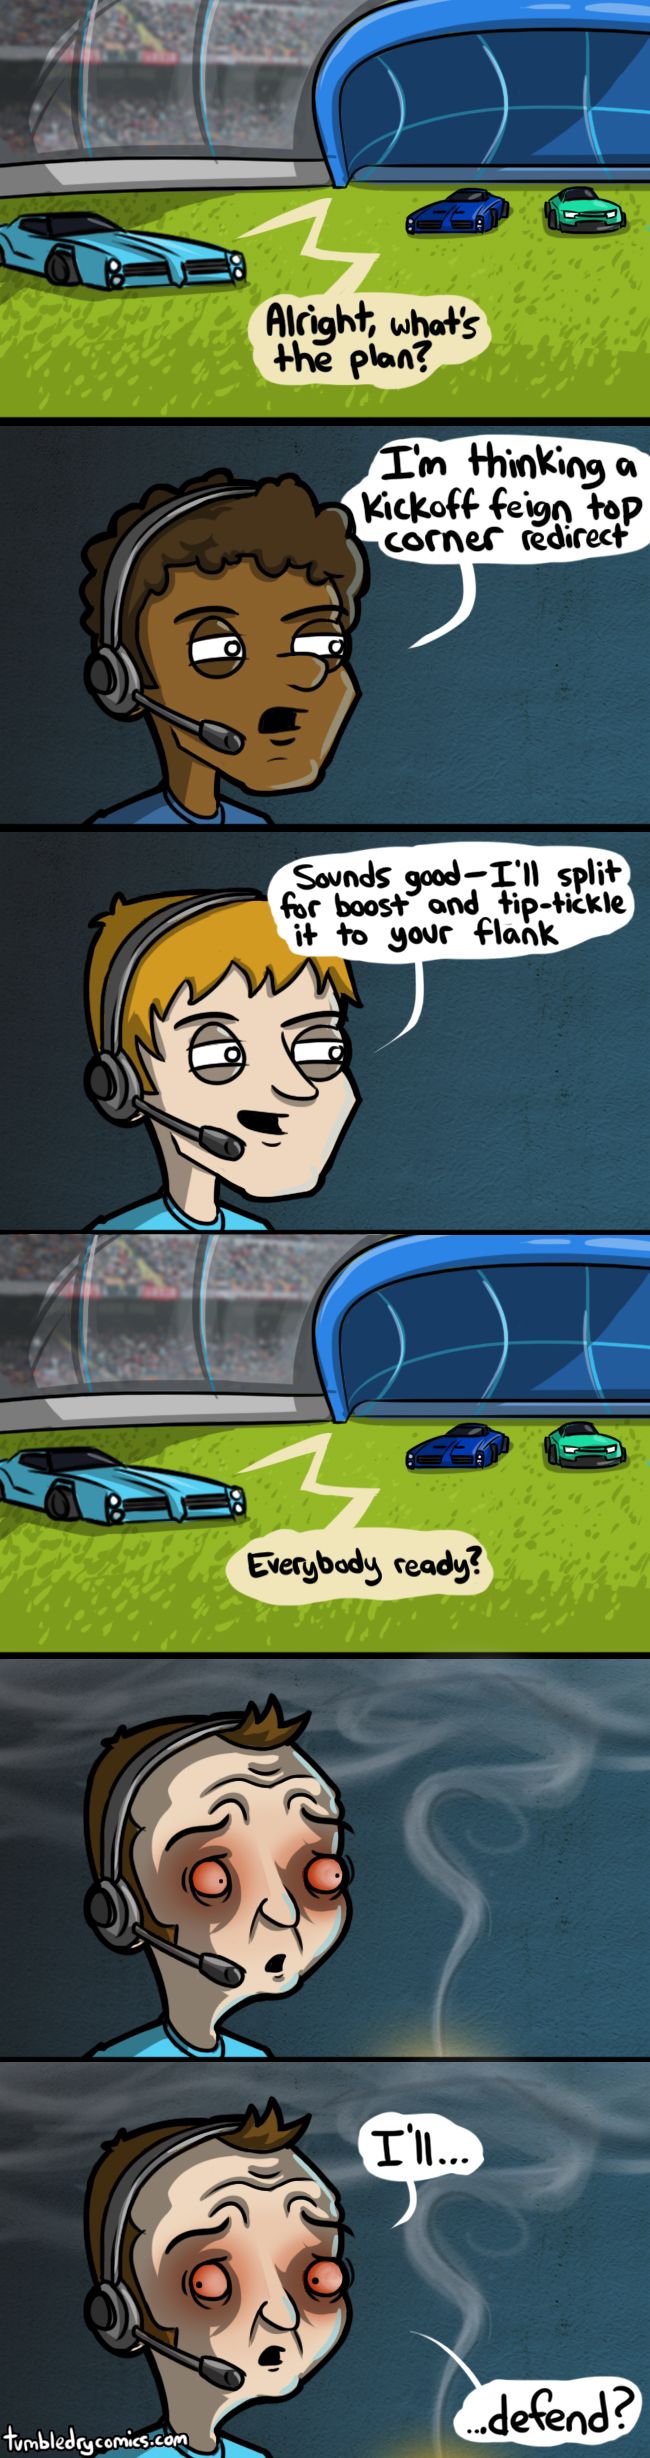 Alright, what's
the plan?
I'm thinking a
kickoff feign top
corner redirect
Sounds good—I'll split
for boost and tip-tickle
it to your flank
Everybody ready?
I'll...
...defend?
tumbledrycomics.com